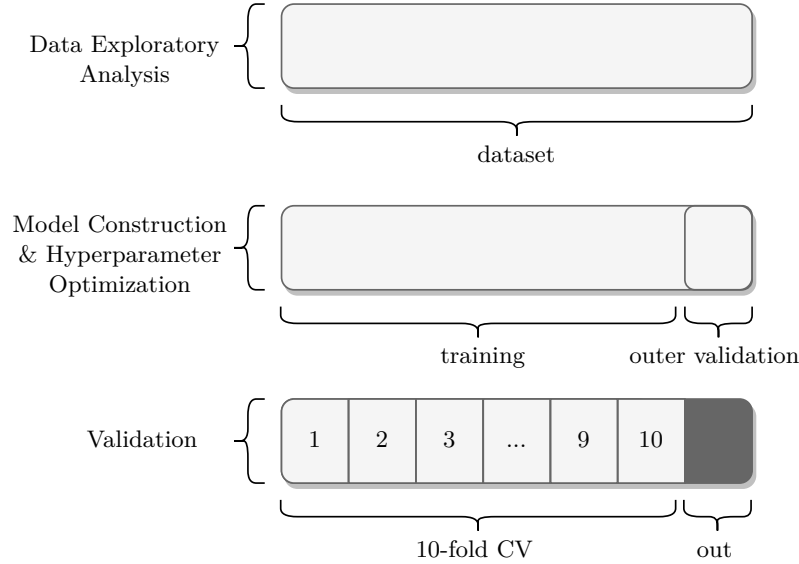 Data Exploratory
Analysis
dataset
Model Construction
& Hyperparameter
Optimization
training outer validation
Validation 1 2 3 ... 9 10
10-fold CV out